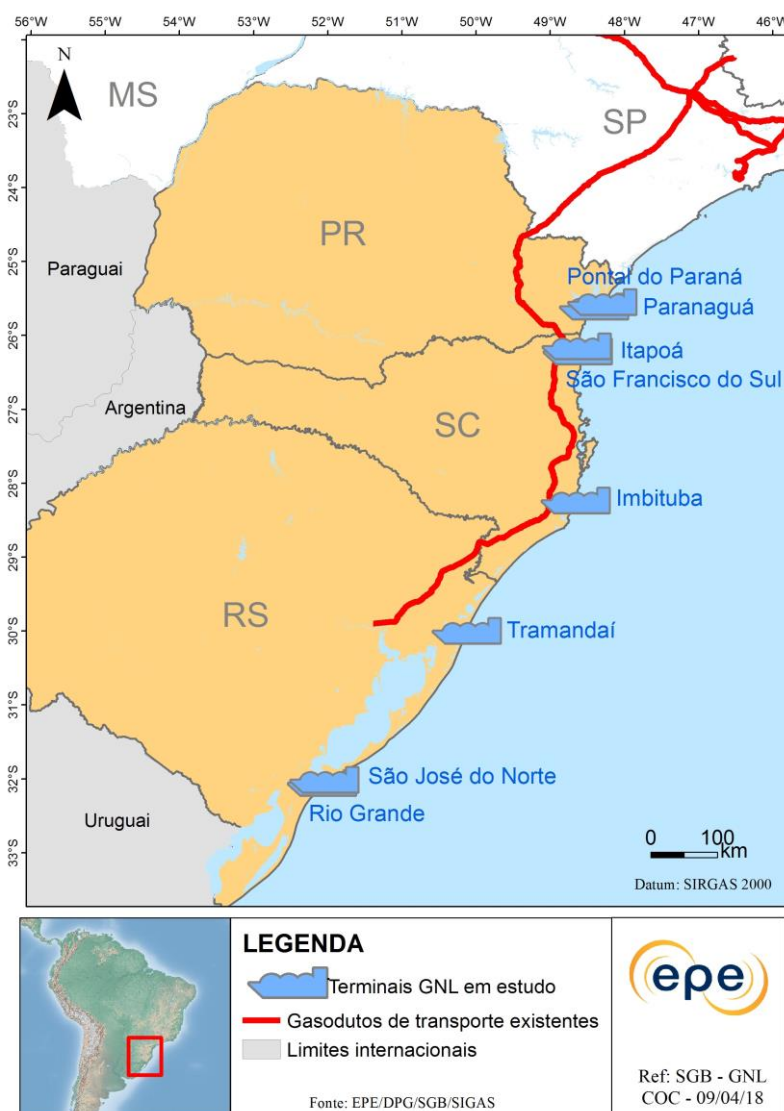 56°W 55°W 54°W 53°W 52°W 51°W 50°W 49°W 48°W 47°W 46°W
N
MS
SP
23°S
24°S
PR
25°S
Paraguai
Pontal do Paraná
Paranaguá
26°S
Itapoá
São Francisco do Sul
Argentina
27°S
SC
28°S
Imbituba
29°S
RS
30°S
Tramandaí
31°S
32°S
São José do Norte
Rio Grande
Uruguai
33°S
0 100
km
Datum: SIRGAS 2000
LEGENDA
Terminais GNL em estudo
Gasodutos de transporte existentes
Limites internacionais
Fonte: EPE/DPG/SGB/SIGAS
epe
Ref: SGB - GNL
COC - 09/04/18